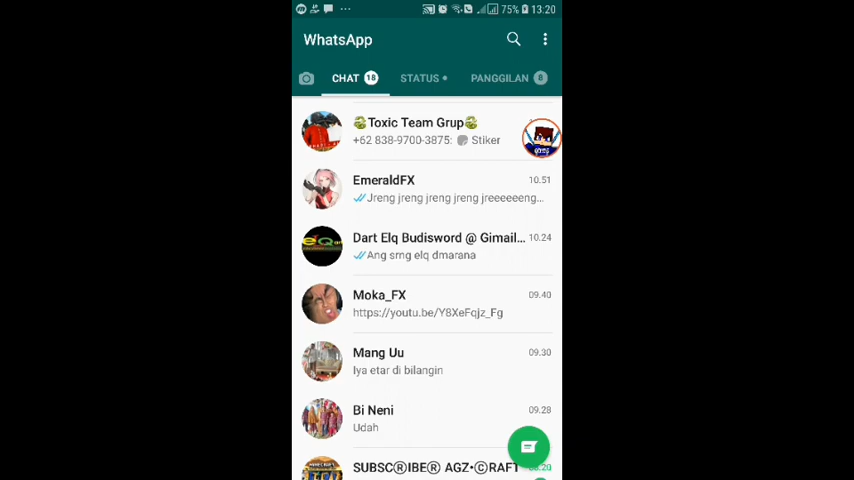 75% 13:20
WhatsApp
CHAT 18 STATUS PANGGILAN 8
Toxic Team Grup
+62 838-9700-3875: Stiker
EmeraldFX 10.51
Jreng jreng jreng jreng jreeeeeeng...
Dart Elq Budisword @ Gimail... 10.24
Ang srng elq dmarana
Moka_FX 09.40
https://youtu.be/Y8XeFqjz_Fg
Mang Uu 09.30
Iya etar di bilangin
Bi Neni 09.28
Udah
SUBSCⓇIBEⓇ AGZ•ⒸRAFT 08.20